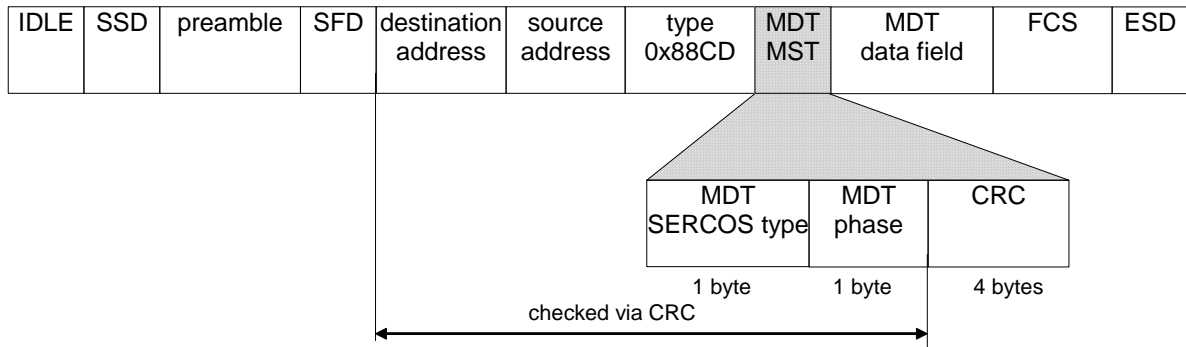 IDLE SSD preamble SFD destination address source address type 0x88CD MDT MST MDT data field FCS ESD
MDT SERCOS type MDT phase CRC
1 byte 1 byte 4 bytes
checked via CRC